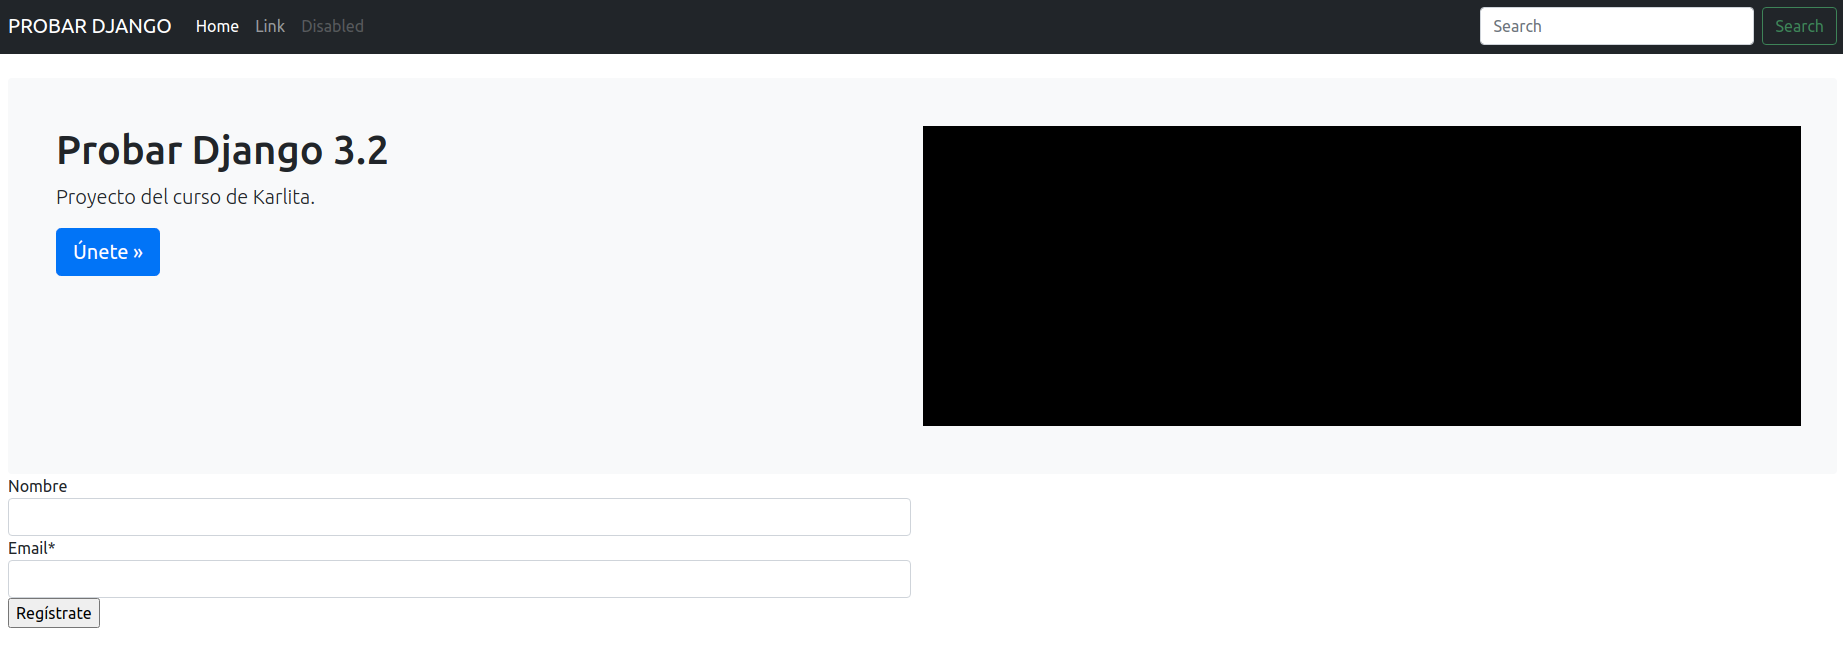 PROBAR DJANGO Home Link Disabled Search Search
Probar Django 3.2
Proyecto del curso de Karlita.
Únete »
Nombre
Email*
Regístrate